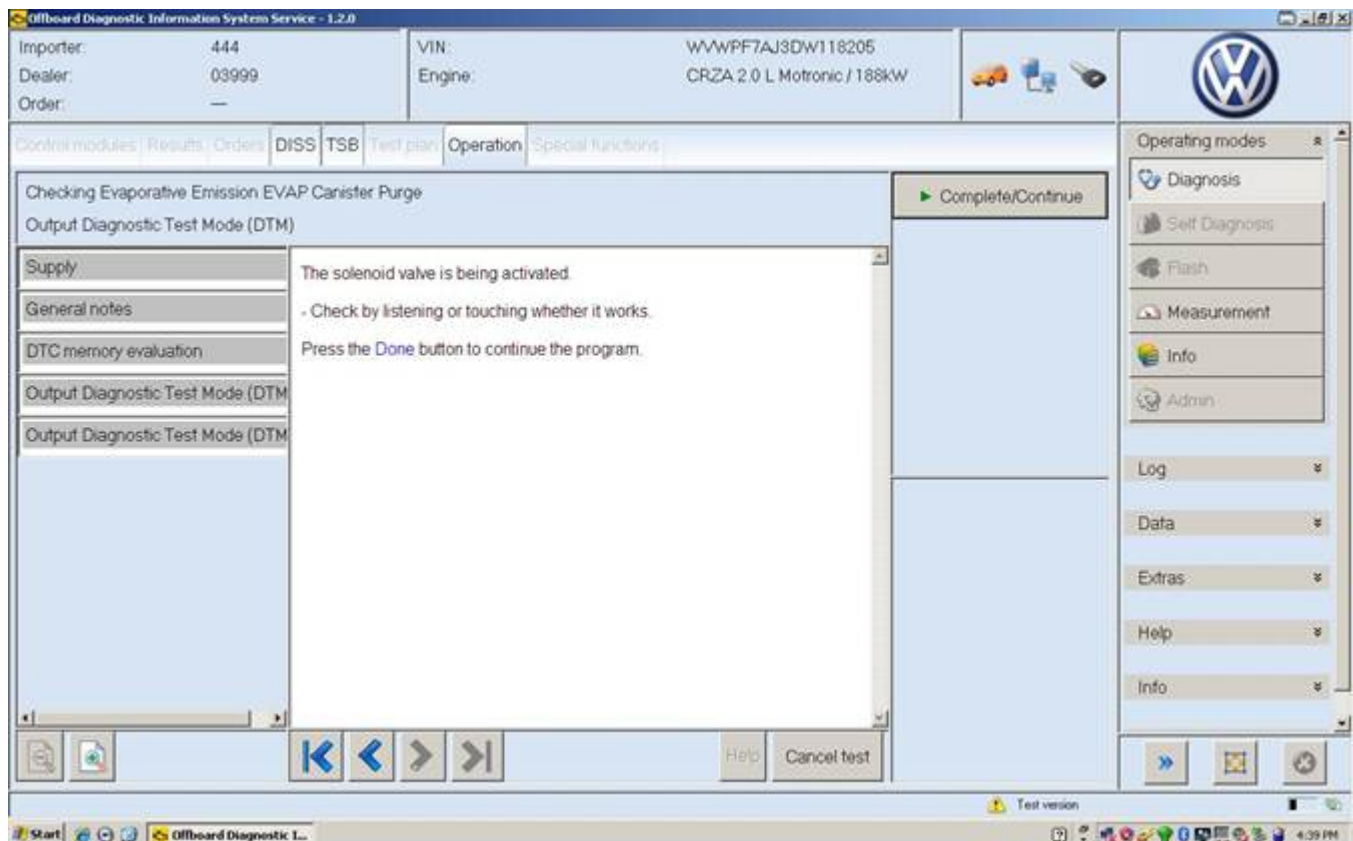 Offboard Diagnostic Information System Service - 1.2.0
Importer: 444
Dealer: 03999
Order: —
VIN: WVWPF7AJ3DW118205
Engine: CRZA 2.0 L Motronic / 188kW
Control modules Results Orders DISS TSB Test plan Operation Special functions
Checking Evaporative Emission EVAP Canister Purge
Output Diagnostic Test Mode (DTM)
Supply
General notes
DTC memory evaluation
Output Diagnostic Test Mode (DTM
Output Diagnostic Test Mode (DTM
The solenoid valve is being activated.
- Check by listening or touching whether it works.
Press the Done button to continue the program.
Help
Cancel test
Complete/Continue
Operating modes
Diagnosis
Self Diagnosis
Flash
Measurement
Info
Admin
Log
Data
Extras
Help
Info
Test version
Start
Offboard Diagnostic I...
4:39 PM